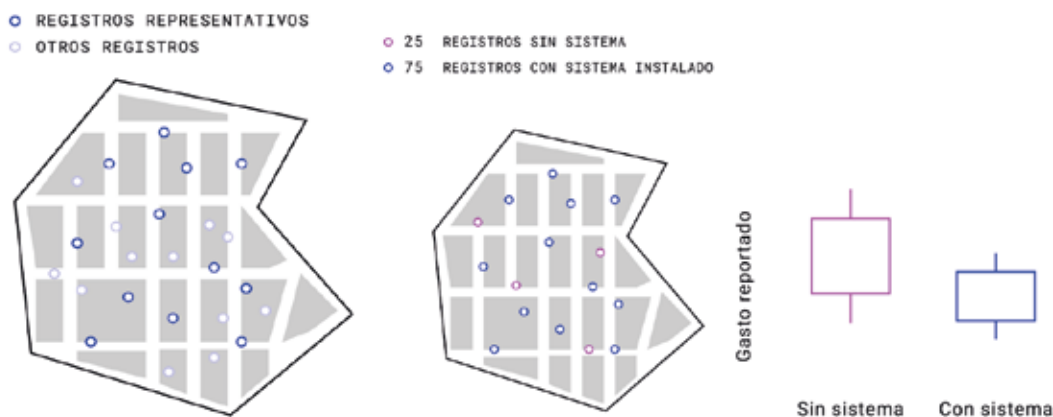 REGISTROS REPRESENTATIVOS
OTROS REGISTROS
25 REGISTROS SIN SISTEMA
75 REGISTROS CON SISTEMA INSTALADO
Gasto reportado
Sin sistema
Con sistema